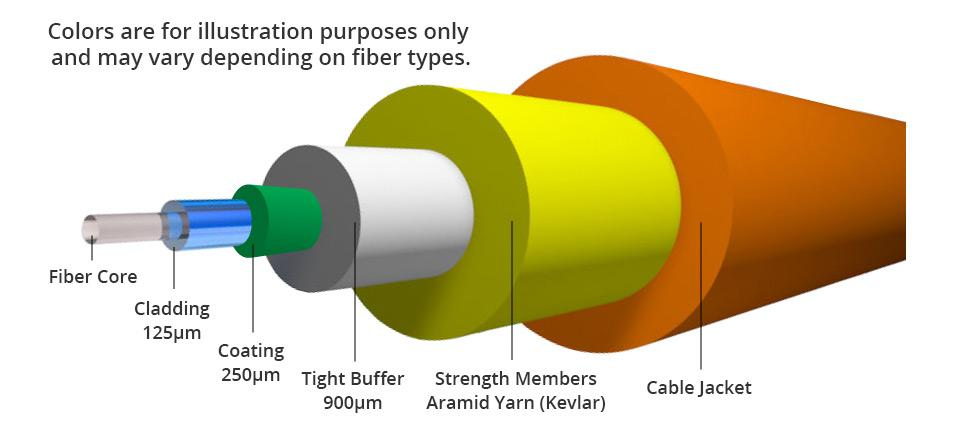 Colors are for illustration purposes only
and may vary depending on fiber types.
Fiber Core
Cladding
125µm
Coating
250µm
Tight Buffer
900µm
Strength Members
Aramid Yarn (Kevlar)
Cable Jacket